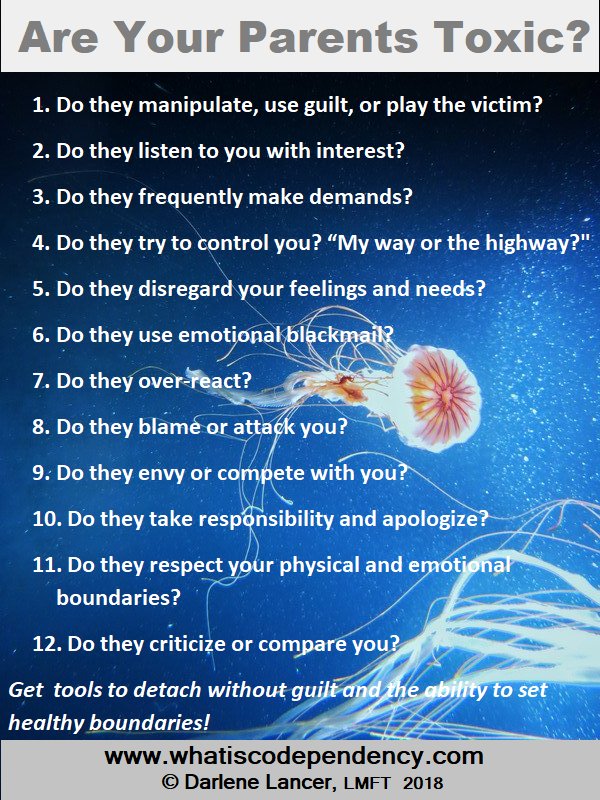 Are Your Parents Toxic?
1. Do they manipulate, use guilt, or play the victim?
2. Do they listen to you with interest?
3. Do they frequently make demands?
4. Do they try to control you? “My way or the highway?"
5. Do they disregard your feelings and needs?
6. Do they use emotional blackmail?
7. Do they over-react?
8. Do they blame or attack you?
9. Do they envy or compete with you?
10. Do they take responsibility and apologize?
11. Do they respect your physical and emotional
boundaries?
12. Do they criticize or compare you?
Get tools to detach without guilt and the ability to set
healthy boundaries!
www.whatiscodependency.com
© Darlene Lancer, LMFT 2018